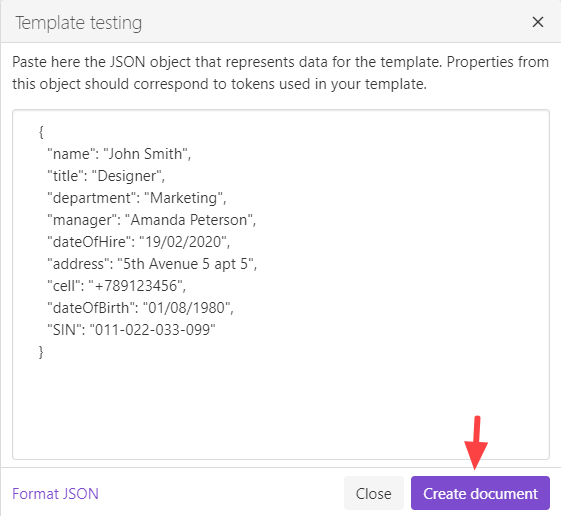 Template testing
Paste here the JSON object that represents data for the template. Properties from
this object should correspond to tokens used in your template.
{
"name": "John Smith",
"title": "Designer",
"department": "Marketing",
"manager": "Amanda Peterson",
"dateOfHire": "19/02/2020",
"address": "5th Avenue 5 apt 5",
"cell": "+789123456",
"dateOfBirth": "01/08/1980",
"SIN": "011-022-033-099"
}
Format JSON Close Create document